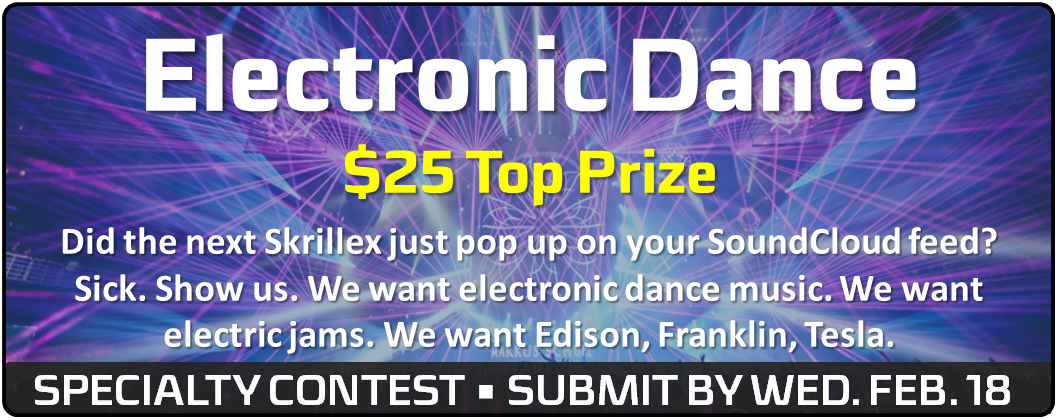 Electronic Dance
$25 Top Prize
Did the next Skrillex just pop up on your SoundCloud feed?
Sick. Show us. We want electronic dance music. We want
electric jams. We want Edison, Franklin, Tesla.
MARKUS SCHULZ
SPECIALTY CONTEST ▪ SUBMIT BY WED. FEB. 18